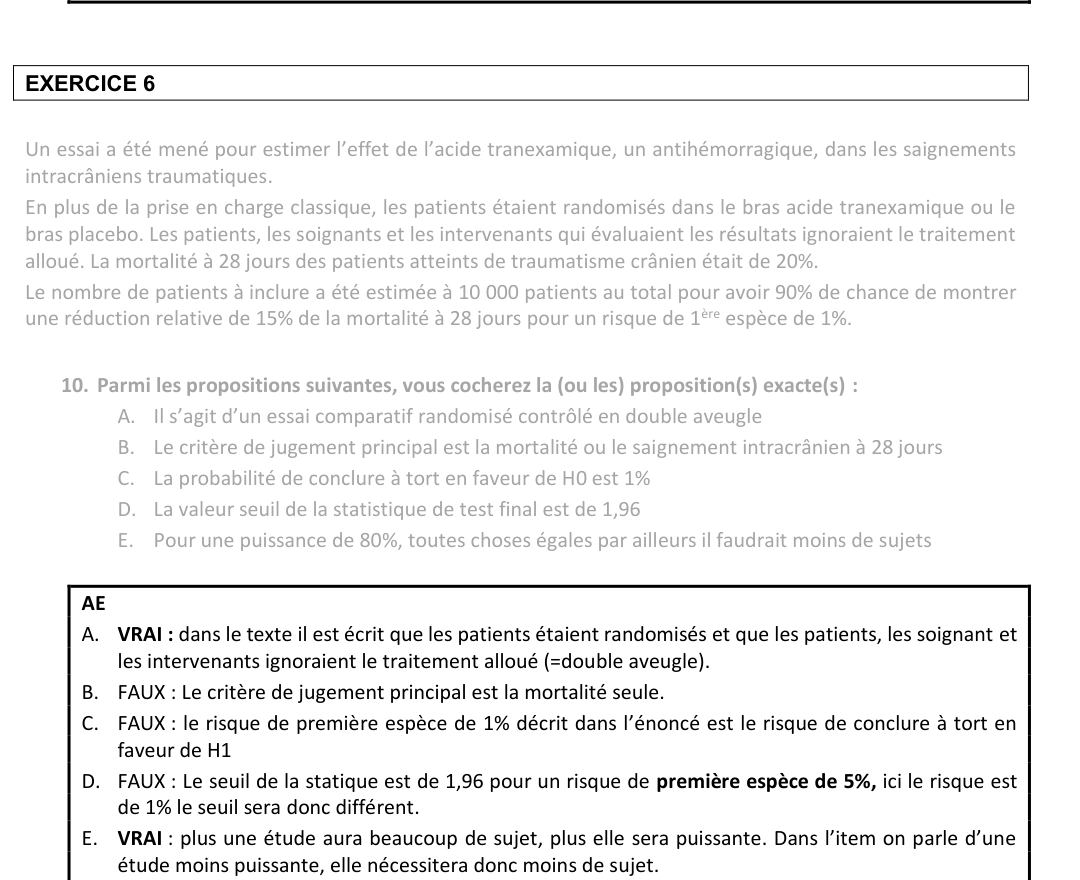 EXERCICE 6
Un essai a été mené pour estimer l’effet de l’acide tranexamique, un antihémorragique, dans les saignements
intracrâniens traumatiques.
En plus de la prise en charge classique, les patients étaient randomisés dans le bras acide tranexamique ou le
bras placebo. Les patients, les soignants et les intervenants qui évaluaient les résultats ignoraient le traitement
alloué. La mortalité à 28 jours des patients atteints de traumatisme crânien était de 20%.
Le nombre de patients à inclure a été estimée à 10 000 patients au total pour avoir 90% de chance de montrer
une réduction relative de 15% de la mortalité à 28 jours pour un risque de 1ère espèce de 1%.
10. Parmi les propositions suivantes, vous cocherez la (ou les) proposition(s) exacte(s) :
A. Il s’agit d’un essai comparatif randomisé contrôlé en double aveugle
B. Le critère de jugement principal est la mortalité ou le saignement intracrânien à 28 jours
C. La probabilité de conclure à tort en faveur de H0 est 1%
D. La valeur seuil de la statistique de test final est de 1,96
E. Pour une puissance de 80%, toutes choses égales par ailleurs il faudrait moins de sujets
AE
A. VRAI : dans le texte il est écrit que les patients étaient randomisés et que les patients, les soignant et
les intervenants ignoraient le traitement alloué (=double aveugle).
B. FAUX : Le critère de jugement principal est la mortalité seule.
C. FAUX : le risque de première espèce de 1% décrit dans l’énoncé est le risque de conclure à tort en
faveur de H1
D. FAUX : Le seuil de la statique est de 1,96 pour un risque de première espèce de 5%, ici le risque est
de 1% le seuil sera donc différent.
E. VRAI : plus une étude aura beaucoup de sujet, plus elle sera puissante. Dans l’item on parle d’une
étude moins puissante, elle nécessitera donc moins de sujet.